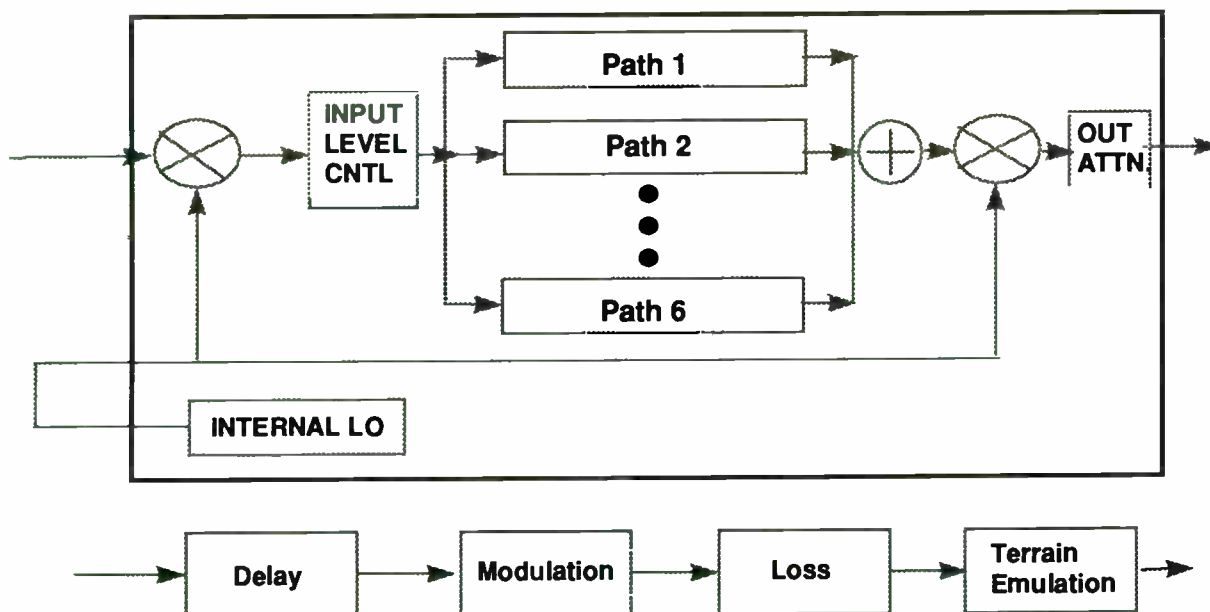 Path 1
INPUT
LEVEL
CNTL
Path 2
OUT
ATTN.
Path 6
INTERNAL LO
Delay
Modulation
Loss
Terrain
Emulation